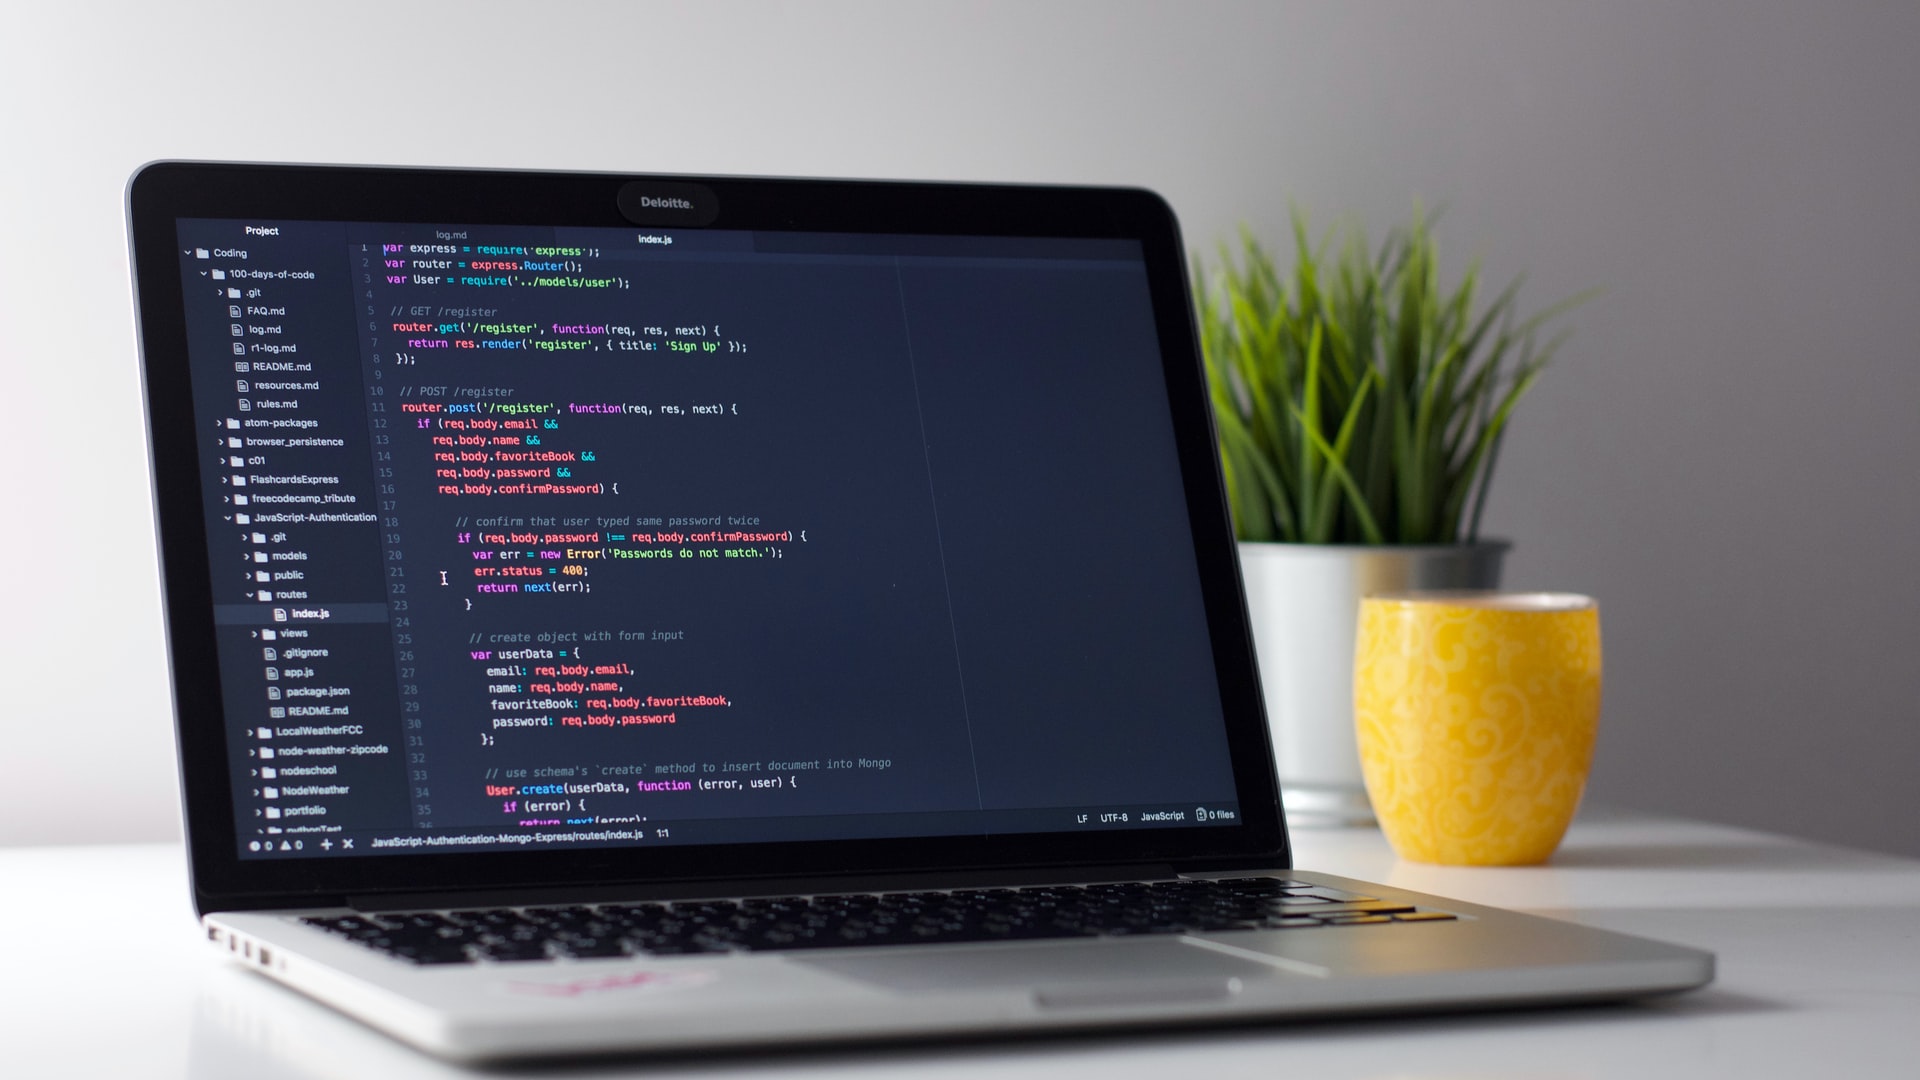 Deloitte.
Project
log.md
index.js
Coding
100-days-of-code
.git
FAQ.md
log.md
r1-log.md
README.md
resources.md
rules.md
atom-packages
browser_persistence
c01
FlashcardsExpress
freecodecamp_tribute
JavaScript-Authentication
.git
models
public
routes
index.js
views
.gitignore
app.js
package.json
README.md
LocalWeatherFCC
node-weather-zipcode
nodeschool
NodeWeather
portfolio
pythonTest
1 var express = require('express');
2 var router = express.Router();
3 var User = require('../models/user');
4
5 // GET /register
6 router.get('/register', function(req, res, next) {
7 return res.render('register', { title: 'Sign Up' });
8 });
9
10 // POST /register
11 router.post('/register', function(req, res, next) {
12 if (req.body.email &&
13 req.body.name &&
14 req.body.favoriteBook &&
15 req.body.password &&
16 req.body.confirmPassword) {
17
18 // confirm that user typed same password twice
19 if (req.body.password !== req.body.confirmPassword) {
20 var err = new Error('Passwords do not match.');
21 err.status = 400;
22 return next(err);
23 }
24
25 // create object with form input
26 var userData = {
27 email: req.body.email,
28 name: req.body.name,
29 favoriteBook: req.body.favoriteBook,
30 password: req.body.password
31 };
32
33 // use schema's `create` method to insert document into Mongo
34 User.create(userData, function (error, user) {
35 if (error) {
36 return next(error);
0 0 + × JavaScript-Authentication-Mongo-Express/routes/index.js 1:1 LF UTF-8 JavaScript 0 files